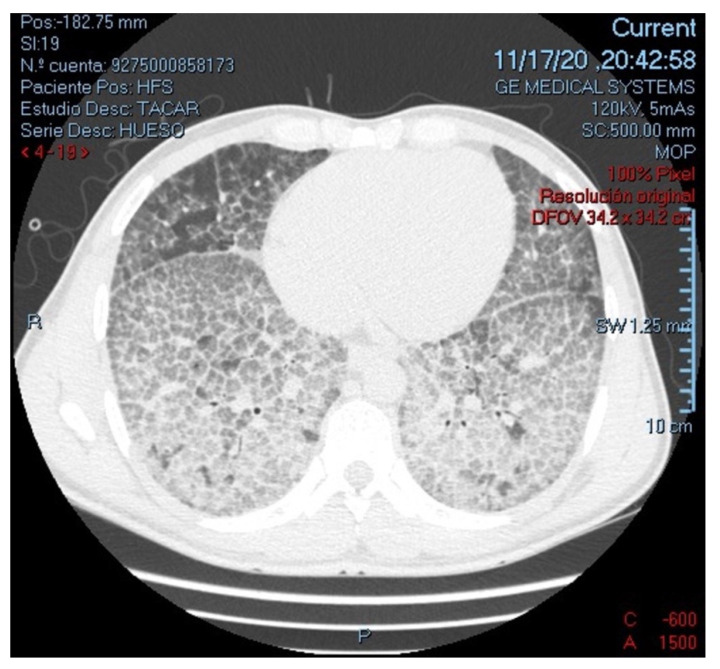 Pos:-182.75 mm
SI:19
N.º cuenta: 9275000858173
Paciente Pos: HFS
Estudio Desc: TACAR
Serie Desc: HUESO
< 4-19 >
Current
11/17/20 ,20:42:58
GE MEDICAL SYSTEMS
120kV, 5mAs
SC:500.00 mm
MOP
100% Pixel
Resolución original
DFOV 34.2 x 34.2 cm
R
SW 1.25 mm
10 cm
P
C -600
A 1500